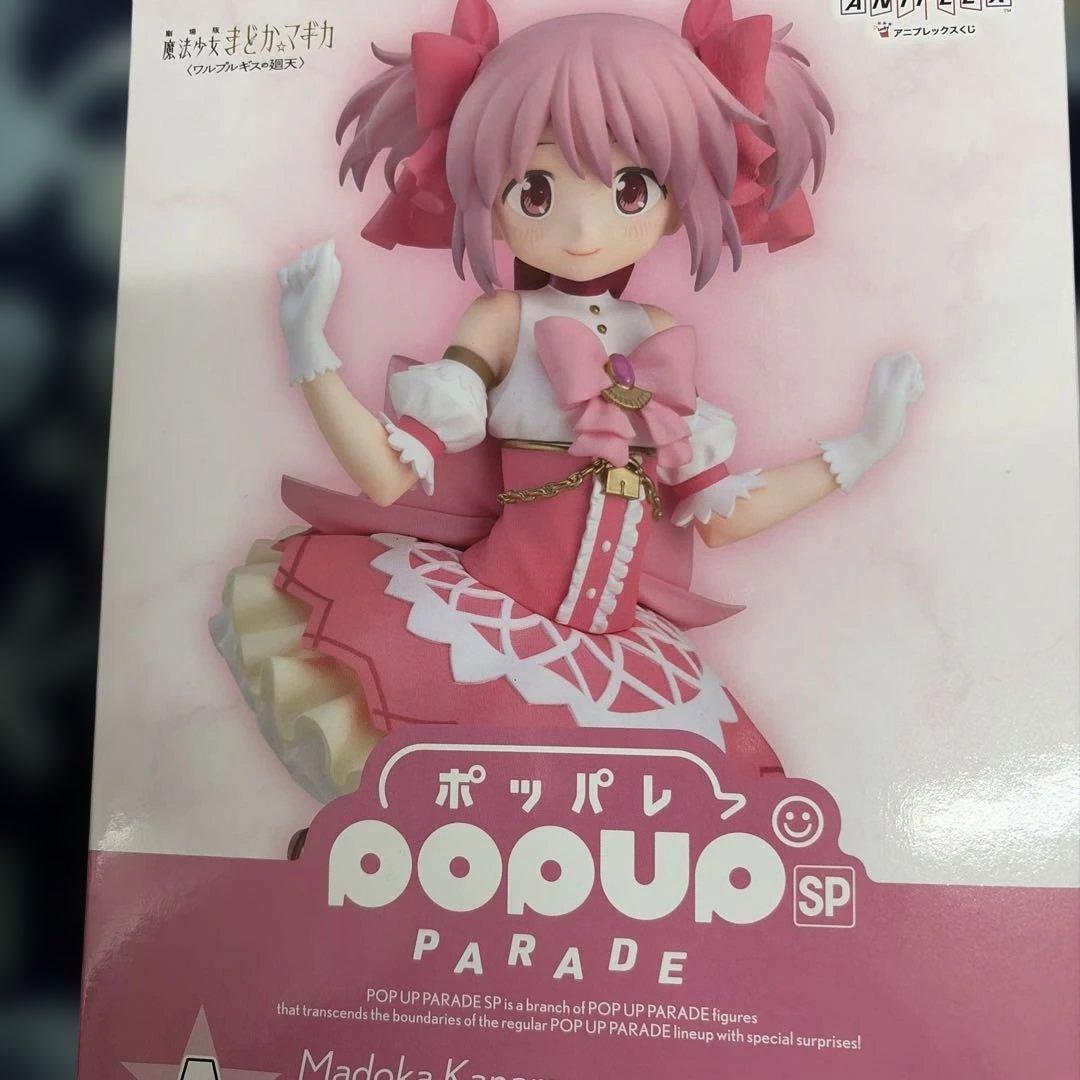 劇場版
魔法少女まどか☆マギカ
〈ワルプルギスの廻天〉
ANIPLEX™
アニプレックスくじ
ポッパレ
POPUP
SP
PARADE
POP UP PARADE SP is a branch of POP UP PARADE figures
that transcends the boundaries of the regular POP UP PARADE lineup with special surprises!
A
Madoka